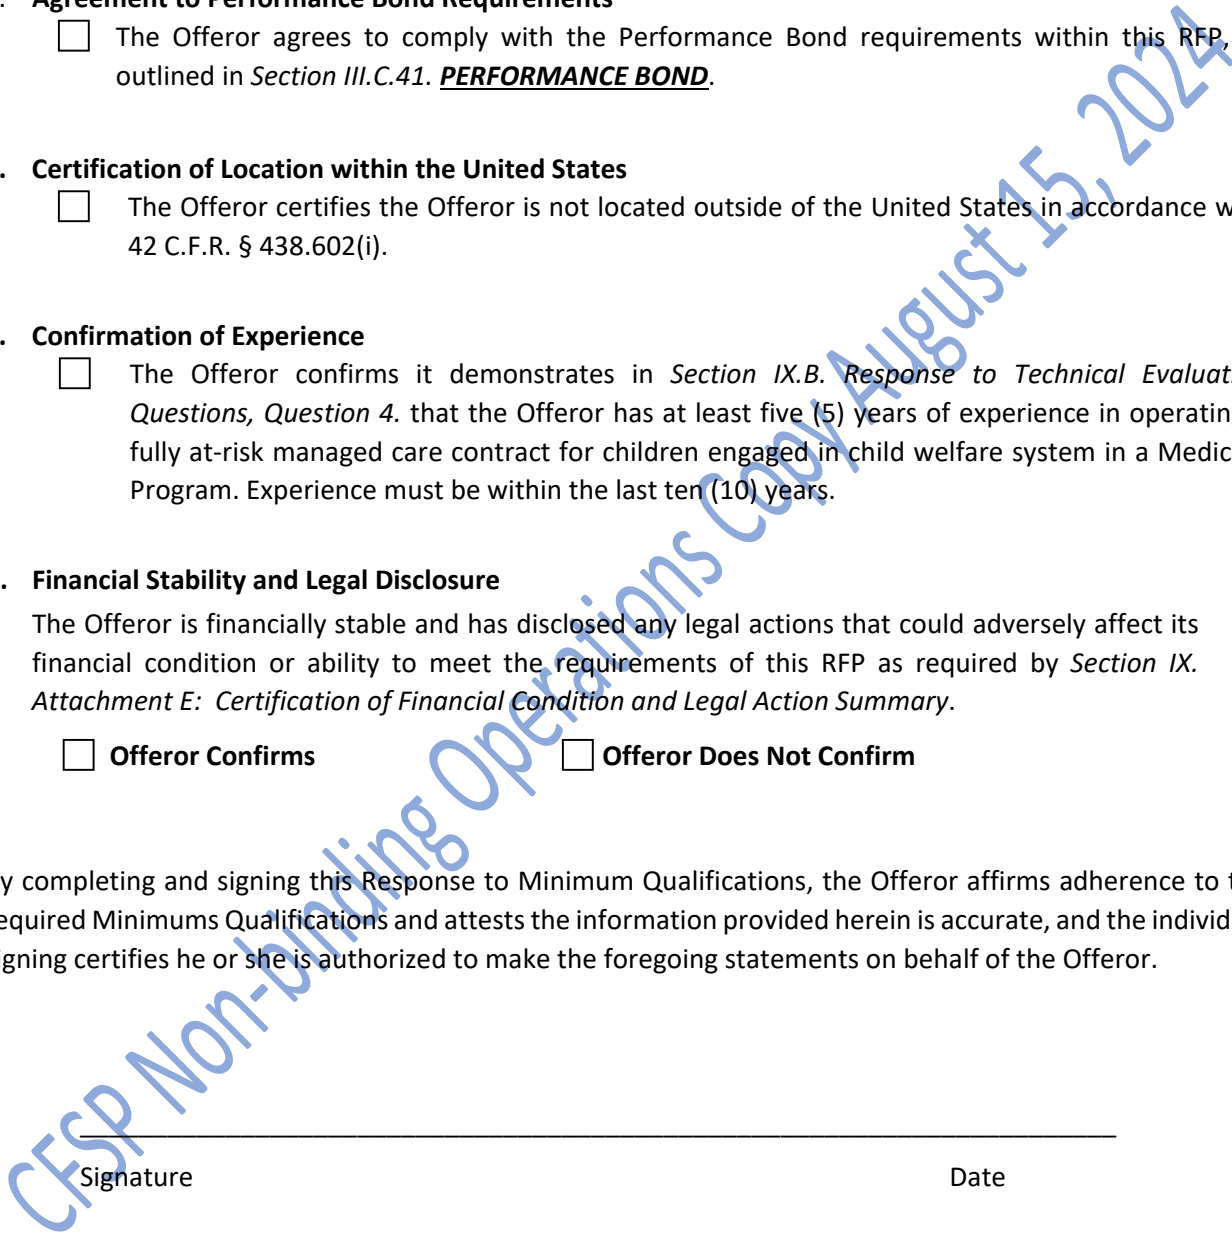 . Agreement to Performance Bond Requirements
The Offeror agrees to comply with the Performance Bond requirements within this RFP,
outlined in Section III.C.41. PERFORMANCE BOND.
. Certification of Location within the United States
The Offeror certifies the Offeror is not located outside of the United States in accordance w
42 C.F.R. § 438.602(i).
. Confirmation of Experience
The Offeror confirms it demonstrates in Section IX.B. Response to Technical Evaluat
Questions, Question 4. that the Offeror has at least five (5) years of experience in operatin
fully at-risk managed care contract for children engaged in child welfare system in a Medic
Program. Experience must be within the last ten (10) years.
. Financial Stability and Legal Disclosure
The Offeror is financially stable and has disclosed any legal actions that could adversely affect its
financial condition or ability to meet the requirements of this RFP as required by Section IX.
Attachment E: Certification of Financial Condition and Legal Action Summary.
Offeror Confirms Offeror Does Not Confirm
y completing and signing this Response to Minimum Qualifications, the Offeror affirms adherence to t
equired Minimums Qualifications and attests the information provided herein is accurate, and the individ
igning certifies he or she is authorized to make the foregoing statements on behalf of the Offeror.
Signature Date
CFSP Non-binding Operations Copy August 15, 2024